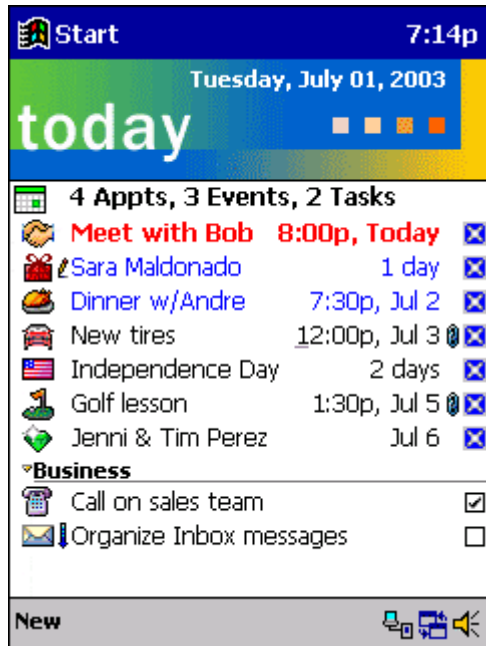 Start 7:14p
Tuesday, July 01, 2003
today
4 Appts, 3 Events, 2 Tasks
Meet with Bob 8:00p, Today
Sara Maldonado 1 day
Dinner w/Andre 7:30p, Jul 2
New tires 12:00p, Jul 3
Independence Day 2 days
Golf lesson 1:30p, Jul 5
Jenni & Tim Perez Jul 6
Business
Call on sales team
Organize Inbox messages
New